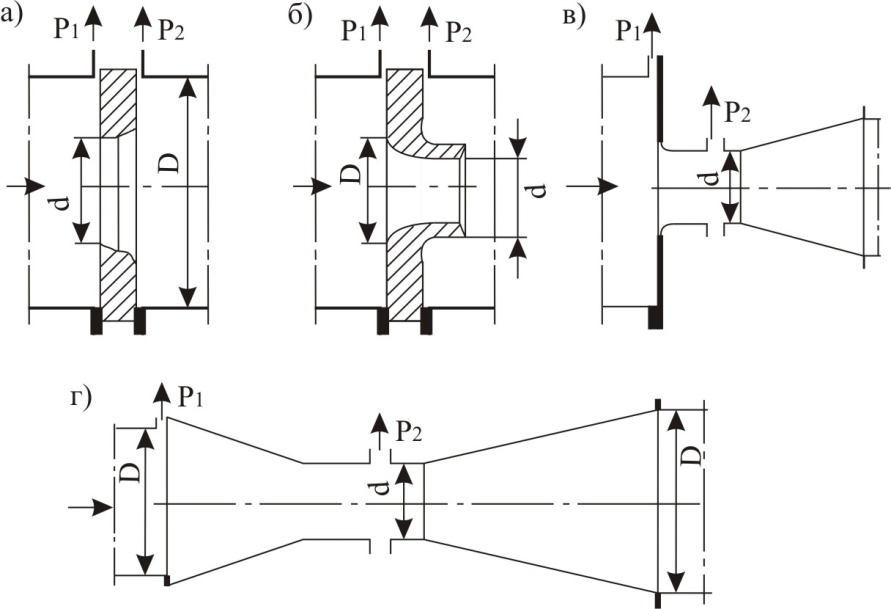 а) P1 P2
d D
б) P1 P2
D d
в) P1
P2
d
г) P1
P2
D d D